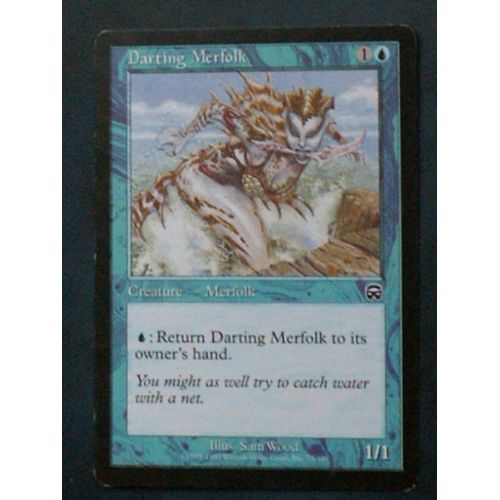 Darting Merfolk
1
Creature — Merfolk
:Return Darting Merfolk to its
owner's hand.
You might as well try to catch water
with a net.
Illus. Sam Wood
1/1